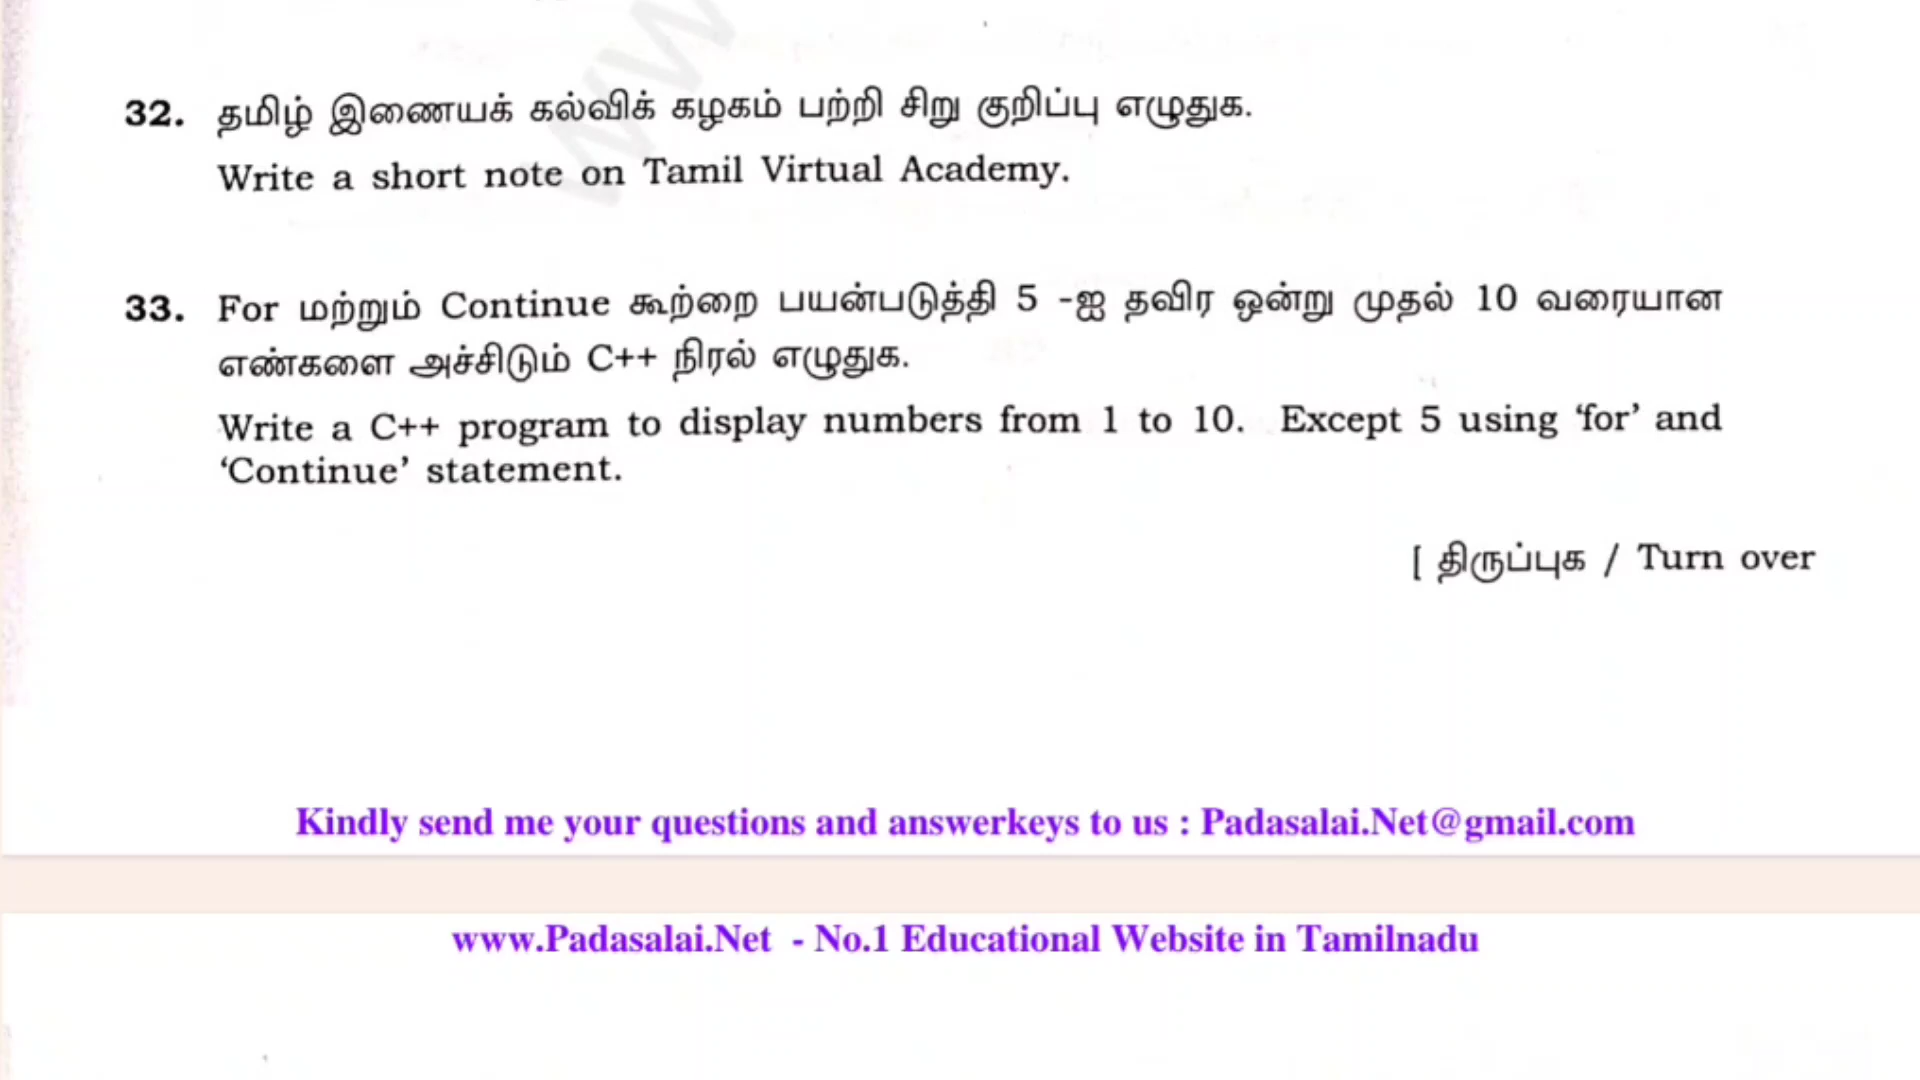 32. தமிழ் இணையக் கல்விக் கழகம் பற்றி சிறு குறிப்பு எழுதுக.
Write a short note on Tamil Virtual Academy.
33. For மற்றும் Continue கூற்றை பயன்படுத்தி 5 -ஐ தவிர ஒன்று முதல் 10 வரையான
எண்களை அச்சிடும் C++ நிரல் எழுதுக.
Write a C++ program to display numbers from 1 to 10. Except 5 using ‘for’ and
‘Continue’ statement.
[ திருப்புக / Turn over
Kindly send me your questions and answerkeys to us : Padasalai.Net@gmail.com
www.Padasalai.Net - No.1 Educational Website in Tamilnadu